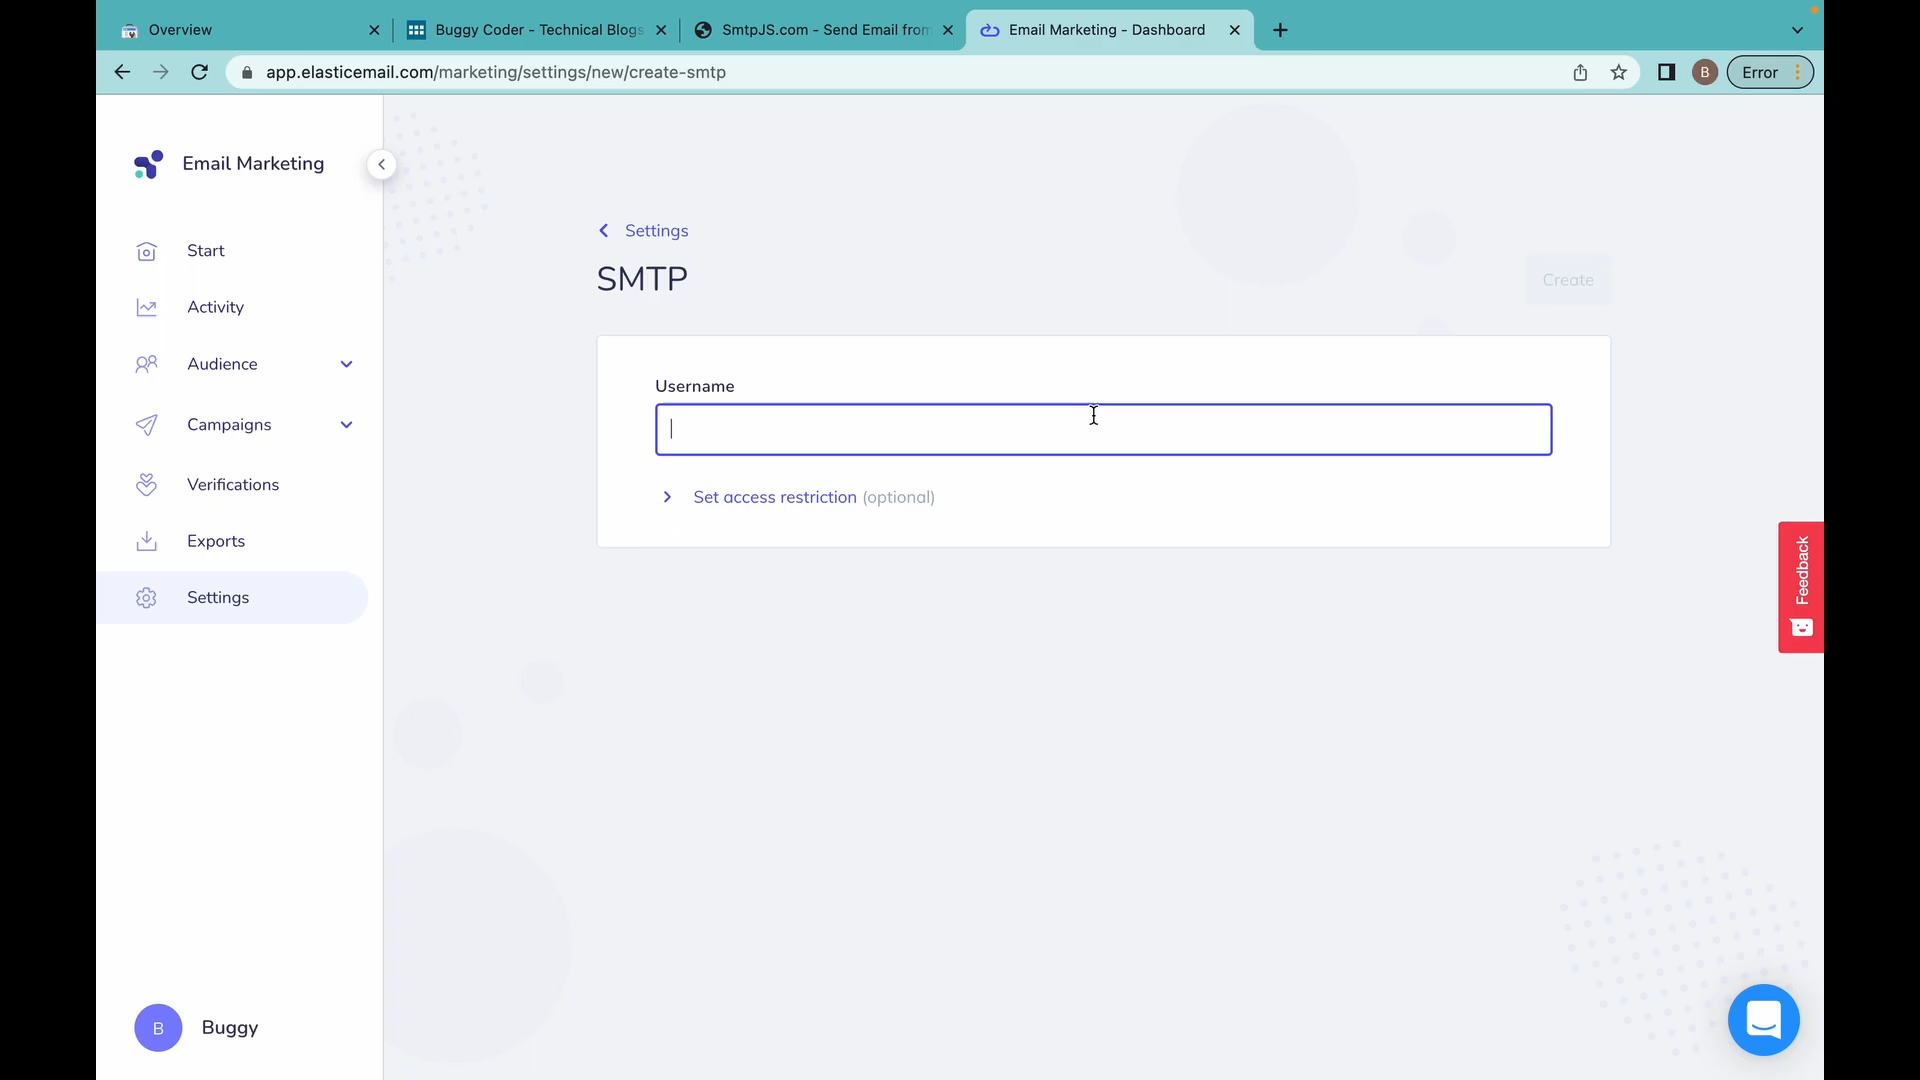 Overview
Buggy Coder - Technical Blogs
SmtpJS.com - Send Email from
Email Marketing - Dashboard
app.elasticemail.com/marketing/settings/new/create-smtp
B
Error
Email Marketing
Start
Activity
Audience
Campaigns
Verifications
Exports
Settings
Settings
SMTP
Create
Username
Set access restriction (optional)
Feedback
B
Buggy